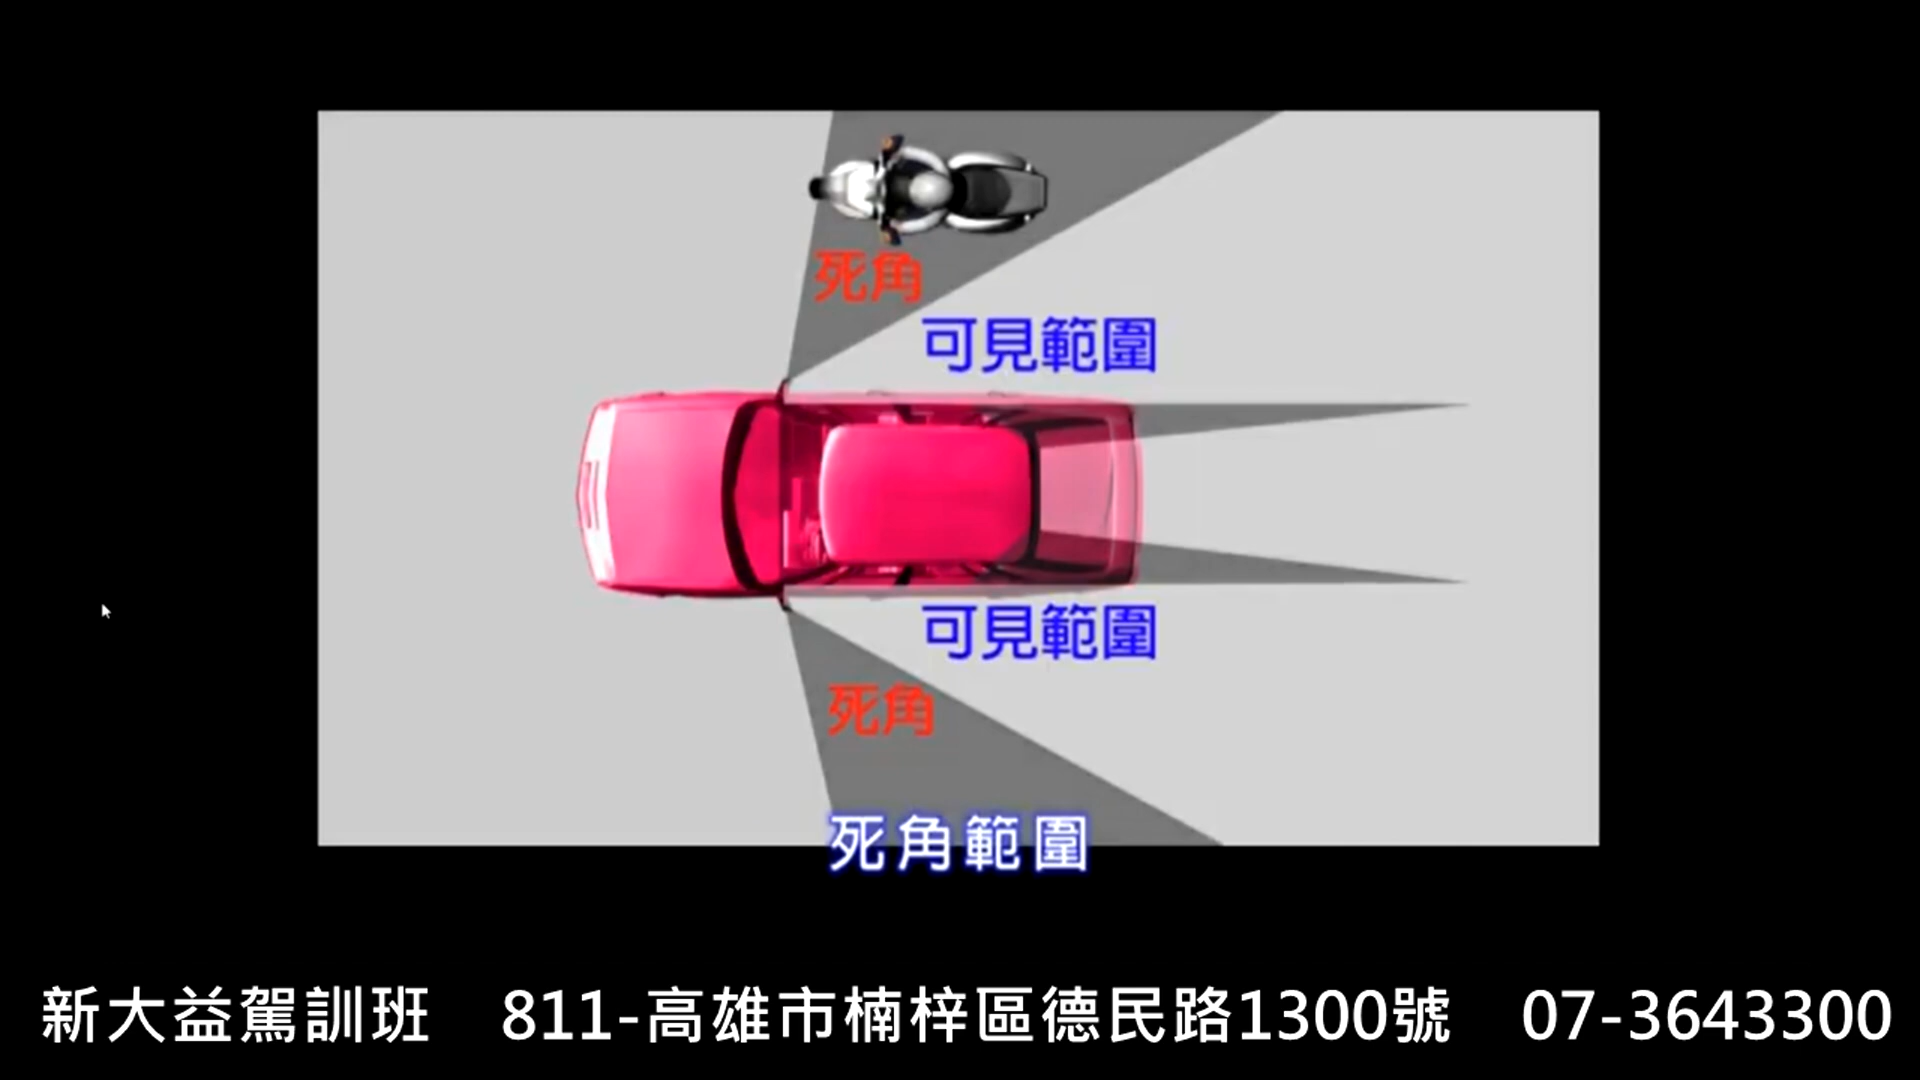 死角
可見範圍
可見範圍
死角
死角範圍
新大益駕訓班 811-高雄市楠梓區德民路1300號 07-3643300